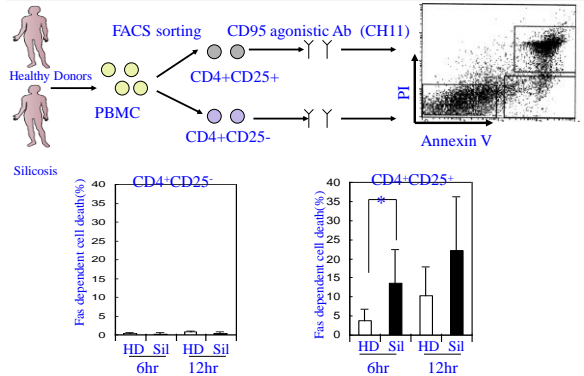 FACS sorting
CD95 agonistic Ab (CH11)
Healthy Donors
CD4+CD25+
PBMC
CD4+CD25-
PI
Annexin V
Silicosis
CD4+CD25-
Fas dependent cell death(%)
40
35
30
25
20
15
10
5
0
HD Sil HD Sil
6hr 12hr
CD4+CD25+
Fas dependent cell death(%)
40
35
30
25
20
15
10
5
0
*
HD Sil HD Sil
6hr 12hr